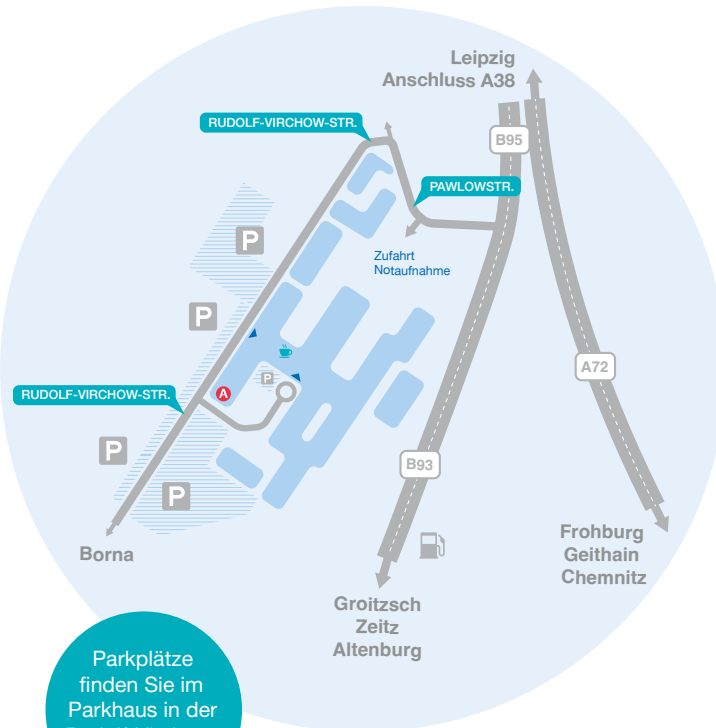 Leipzig
Anschluss A38
RUDOLF-VIRCHOW-STR.
B95
PAWLOWSTR.
P
Zufahrt
Notaufnahme
P
A72
P
A
RUDOLF-VIRCHOW-STR.
P
B93
P
Borna
Frohburg
Geithain
Chemnitz
Groitzsch
Zeitz
Altenburg
Parkplätze
finden Sie im
Parkhaus in der